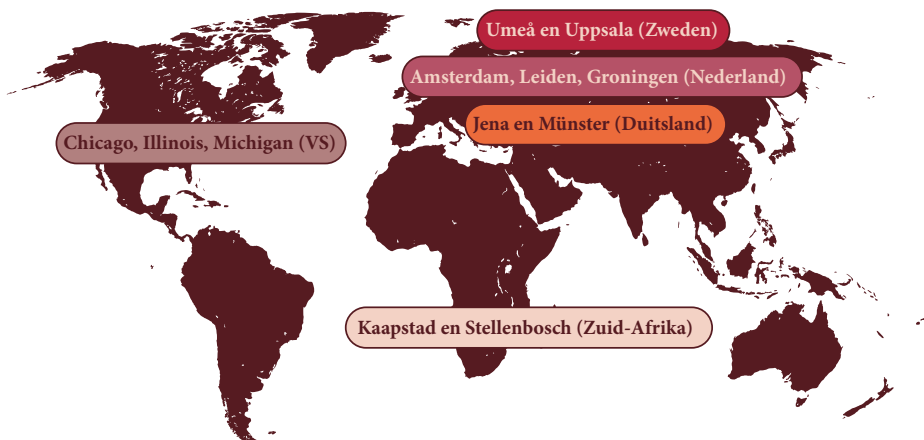 Umeå en Uppsala (Zweden)
Amsterdam, Leiden, Groningen (Nederland)
Jena en Münster (Duitsland)
Chicago, Illinois, Michigan (VS)
Kaapstad en Stellenbosch (Zuid-Afrika)